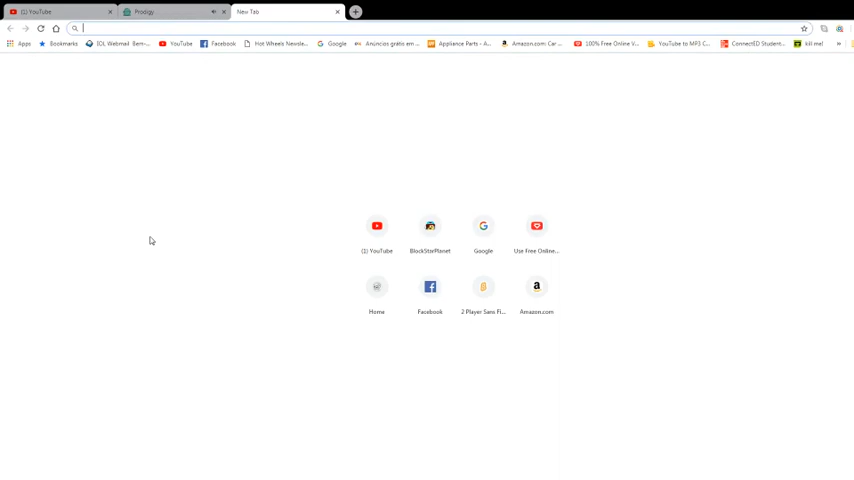 (1) YouTube Prodigy New Tab
Apps Bookmarks IDL Webmail Bem-... YouTube Facebook Hot Wheels Newsle... Google Anúncios grátis em ... Appliance Parts - A... Amazon.com: Car ... 100% Free Online V... YouTube to MP3 C... ConnectED Student... kill me! »
(1) YouTube BlockStarPlanet Google Use Free Online...
Home Facebook 2 Player Sans Fi... Amazon.com